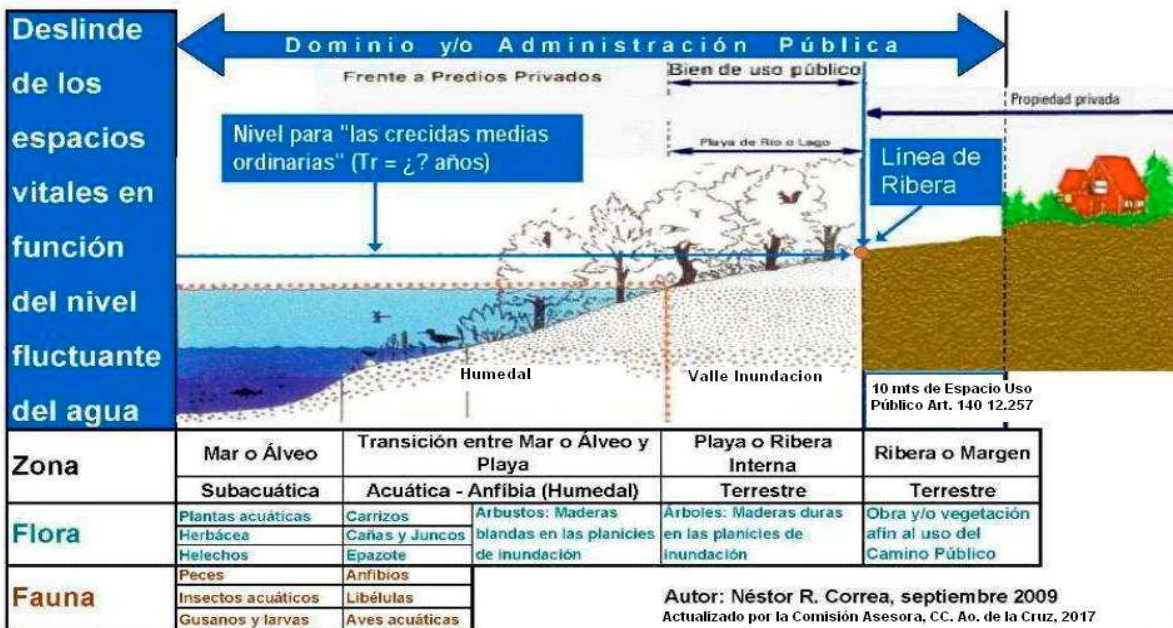 Deslinde
de los
espacios
vitales en
función
del nivel
fluctuante
del agua
Dominio y/o Administración Pública
Frente a Predios Privados
Bien de uso público
Propiedad privada
Nivel para "las crecidas medias
ordinarias" (Tr = ¿? años)
Playa de Río o Lago
Línea de
Ribera
Humedal
Valle Inundacion
10 mts de Espacio Uso
Público Art. 140 12.257
Zona
Mar o Álveo
Transición entre Mar o Álveo y
Playa
Playa o Ribera
Interna
Ribera o Margen
Subacuática
Acuática - Anfíbia (Humedal)
Terrestre
Terrestre
Flora
Plantas acuáticas
Herbácea
Helechos
Carrizos
Cañas y Juncos
Epazote
Arbustos: Maderas
blandas en las planicies
de inundación
Árboles: Maderas duras
en las planicies de
inundación
Obra y/o vegetación
afín al uso del
Camino Público
Fauna
Peces
Insectos acuáticos
Gusanos y larvas
Anfibios
Libélulas
Aves acuáticas
Autor: Néstor R. Correa, septiembre 2009
Actualizado por la Comisión Asesora, CC. Ao. de la Cruz, 2017